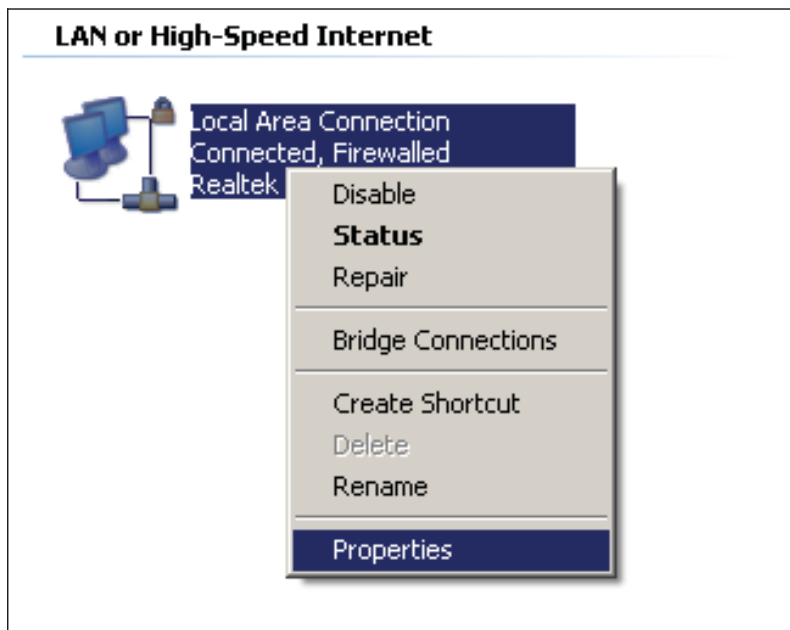 LAN or High-Speed Internet
Local Area Connection
Connected, Firewalled
Realtek
Disable
Status
Repair
Bridge Connections
Create Shortcut
Delete
Rename
Properties